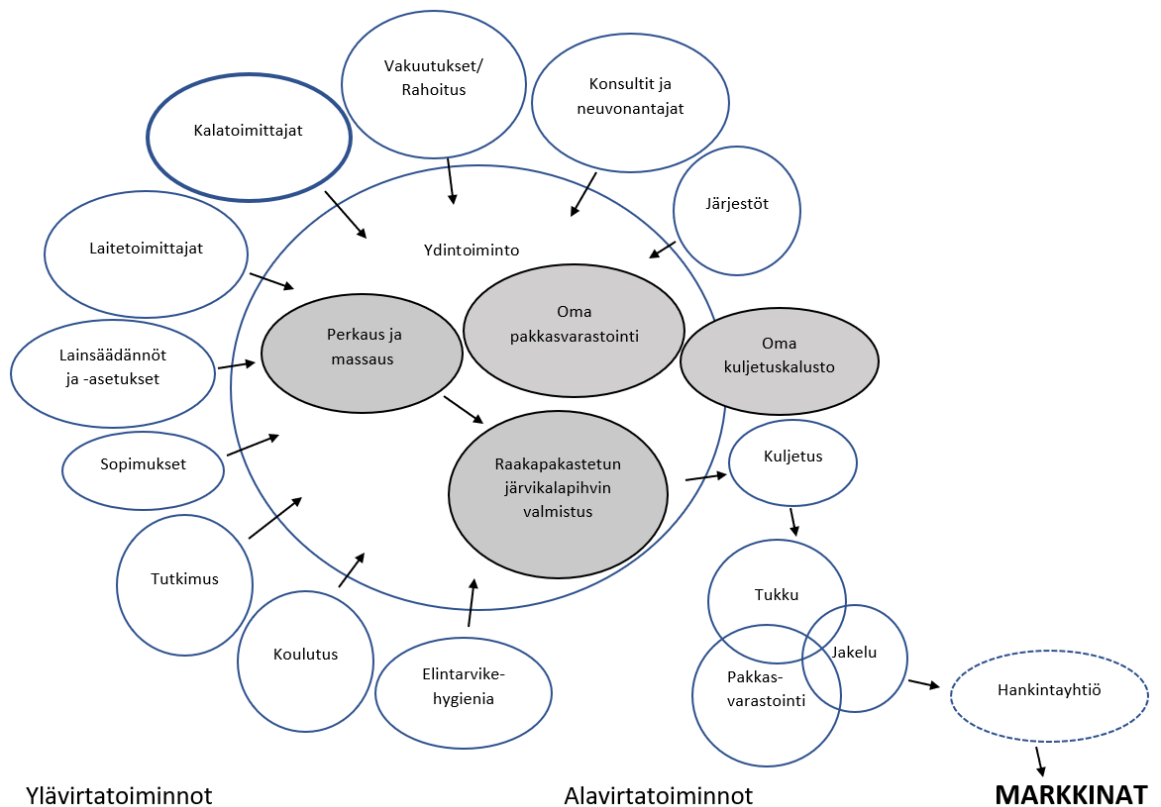 Vakuutukset/
Rahoitus
Konsultit ja
neuvonantajat
Kalatoimittajat
Järjestöt
Laitetoimittajat
Ydintoiminto
Oma
pakkasvarastointi
Perkaus ja
massaus
Oma
kuljetuskalusto
Lainsäädännöt
ja -asetukset
Sopimukset
Raakapakastetun
järvikalapihvin
valmistus
Kuljetus
Tutkimus
Tukku
Koulutus
Jakelu
Elintarvike-
hygienia
Pakkas-
varastointi
Hankintayhtiö
Ylävirtatoiminnot
Alavirtatoiminnot
MARKKINAT